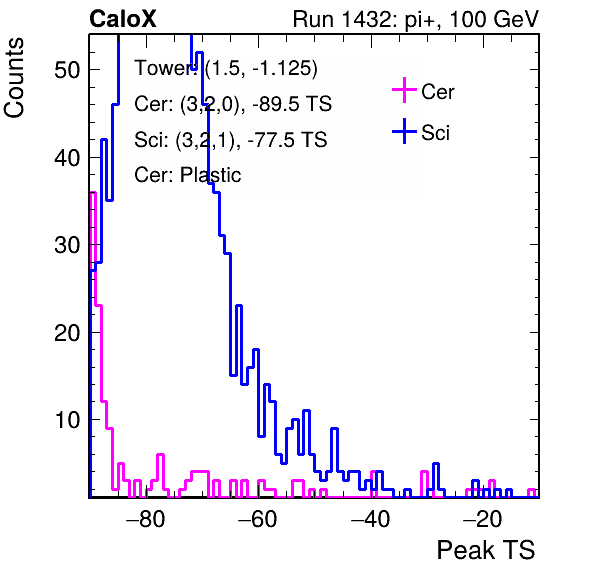 CaloX Run 1432: pi+, 100 GeV
Counts
50
40
30
20
10
Tower: (1.5, -1.125)
Cer: (3,2,0), -89.5 TS
Sci: (3,2,1), -77.5 TS
Cer: Plastic
Cer
Sci
−80 −60 −40 −20
Peak TS